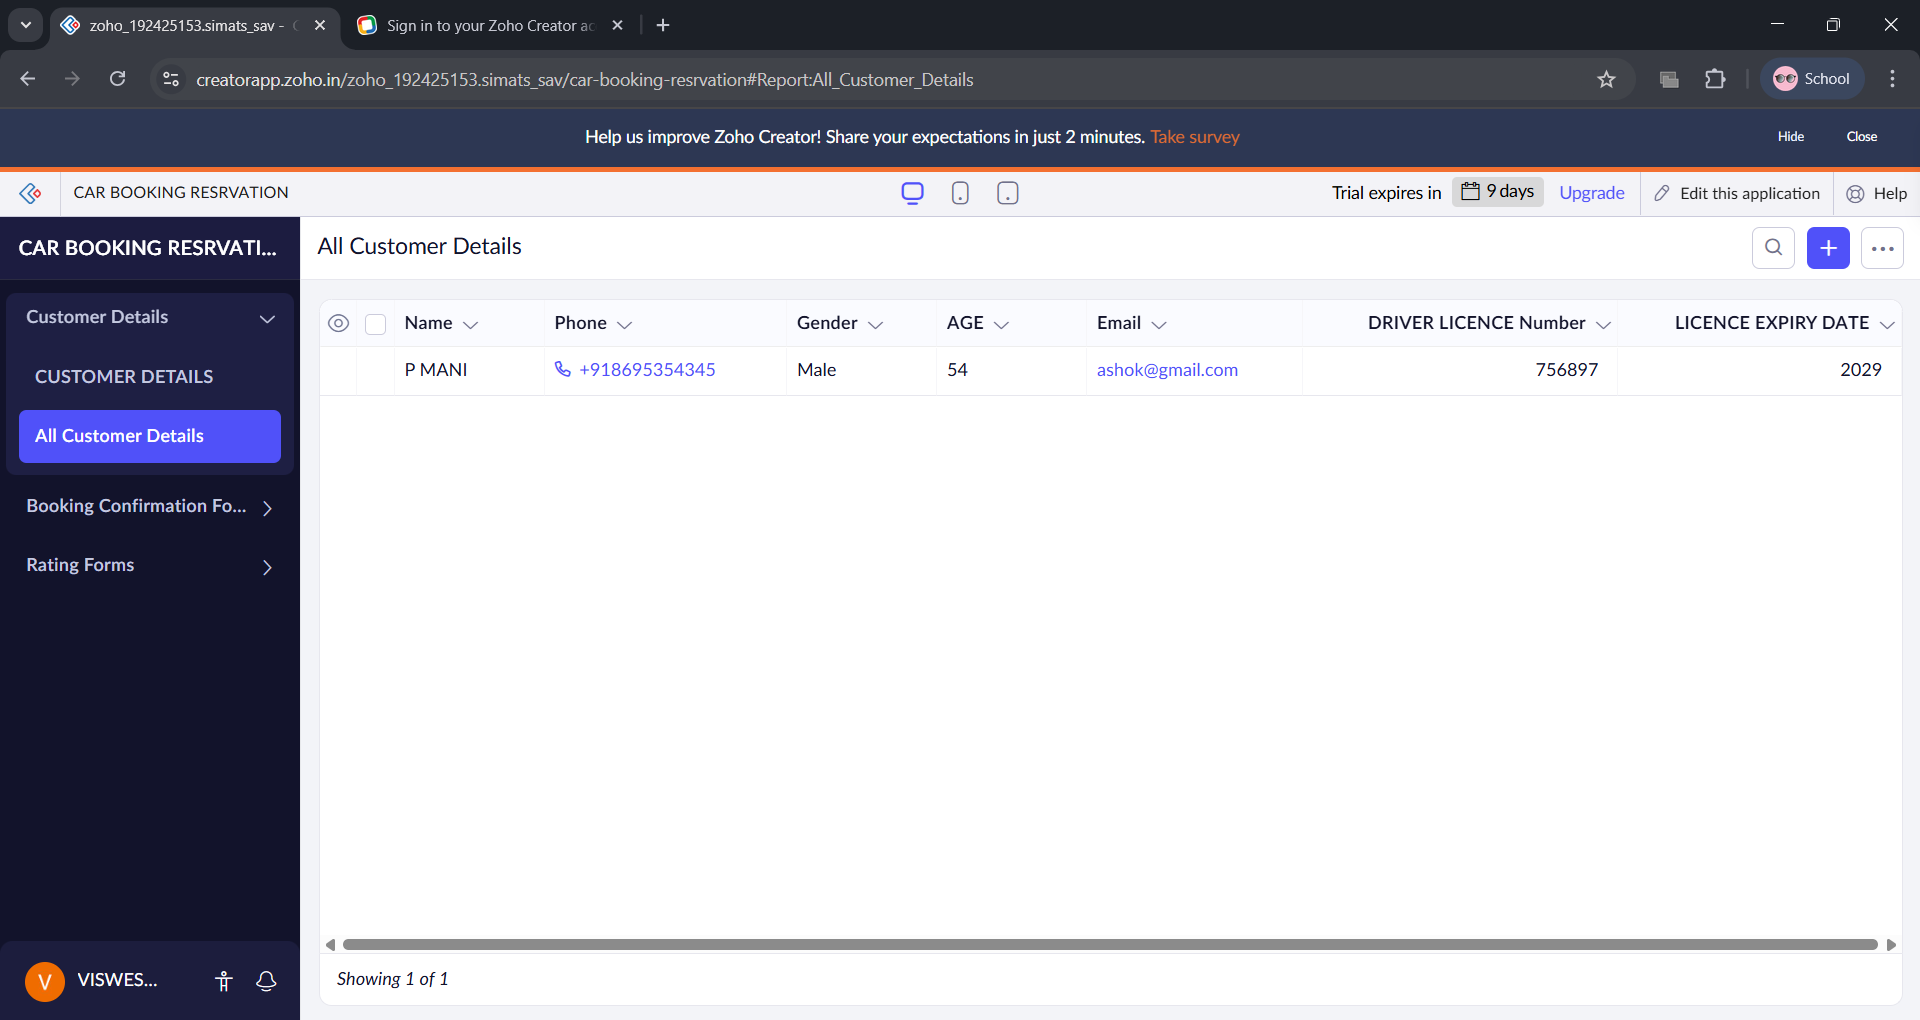 zoho_192425153.simats_sav -
Sign in to your Zoho Creator ac
creatorapp.zoho.in/zoho_192425153.simats_sav/car-booking-resrvation#Report:All_Customer_Details
School
Help us improve Zoho Creator! Share your expectations in just 2 minutes. Take survey
Hide
Close
CAR BOOKING RESRVATION
Trial expires in 9 days
Upgrade
Edit this application
Help
CAR BOOKING RESRVATI...
All Customer Details
Customer Details
CUSTOMER DETAILS
All Customer Details
Booking Confirmation Fo...
Rating Forms
Name Phone Gender AGE Email DRIVER LICENCE Number LICENCE EXPIRY DATE
P MANI +918695354345 Male 54 ashok@gmail.com 756897 2029
Showing 1 of 1
V VISWES...